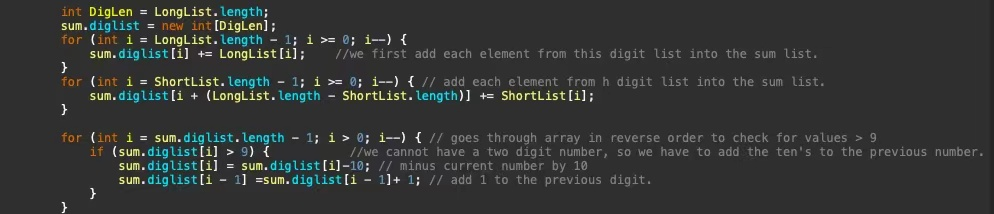 int DigLen = LongList.length;
sum.diglist = new int[DigLen];
for (int i = LongList.length - 1; i >= 0; i--) {
sum.diglist[i] += LongList[i];    //we first add each element from this digit list into the sum list.
}
for (int i = ShortList.length - 1; i >= 0; i--) { // add each element from h digit list into the sum list.
sum.diglist[i + (LongList.length - ShortList.length)] += ShortList[i];
}
for (int i = sum.diglist.length - 1; i > 0; i--) { // goes through array in reverse order to check for values > 9
if (sum.diglist[i] > 9) {           //we cannot have a two digit number, so we have to add the ten's to the previous number.
sum.diglist[i] = sum.diglist[i]-10; // minus current number by 10
sum.diglist[i - 1] =sum.diglist[i - 1]+ 1; // add 1 to the previous digit.
}
}